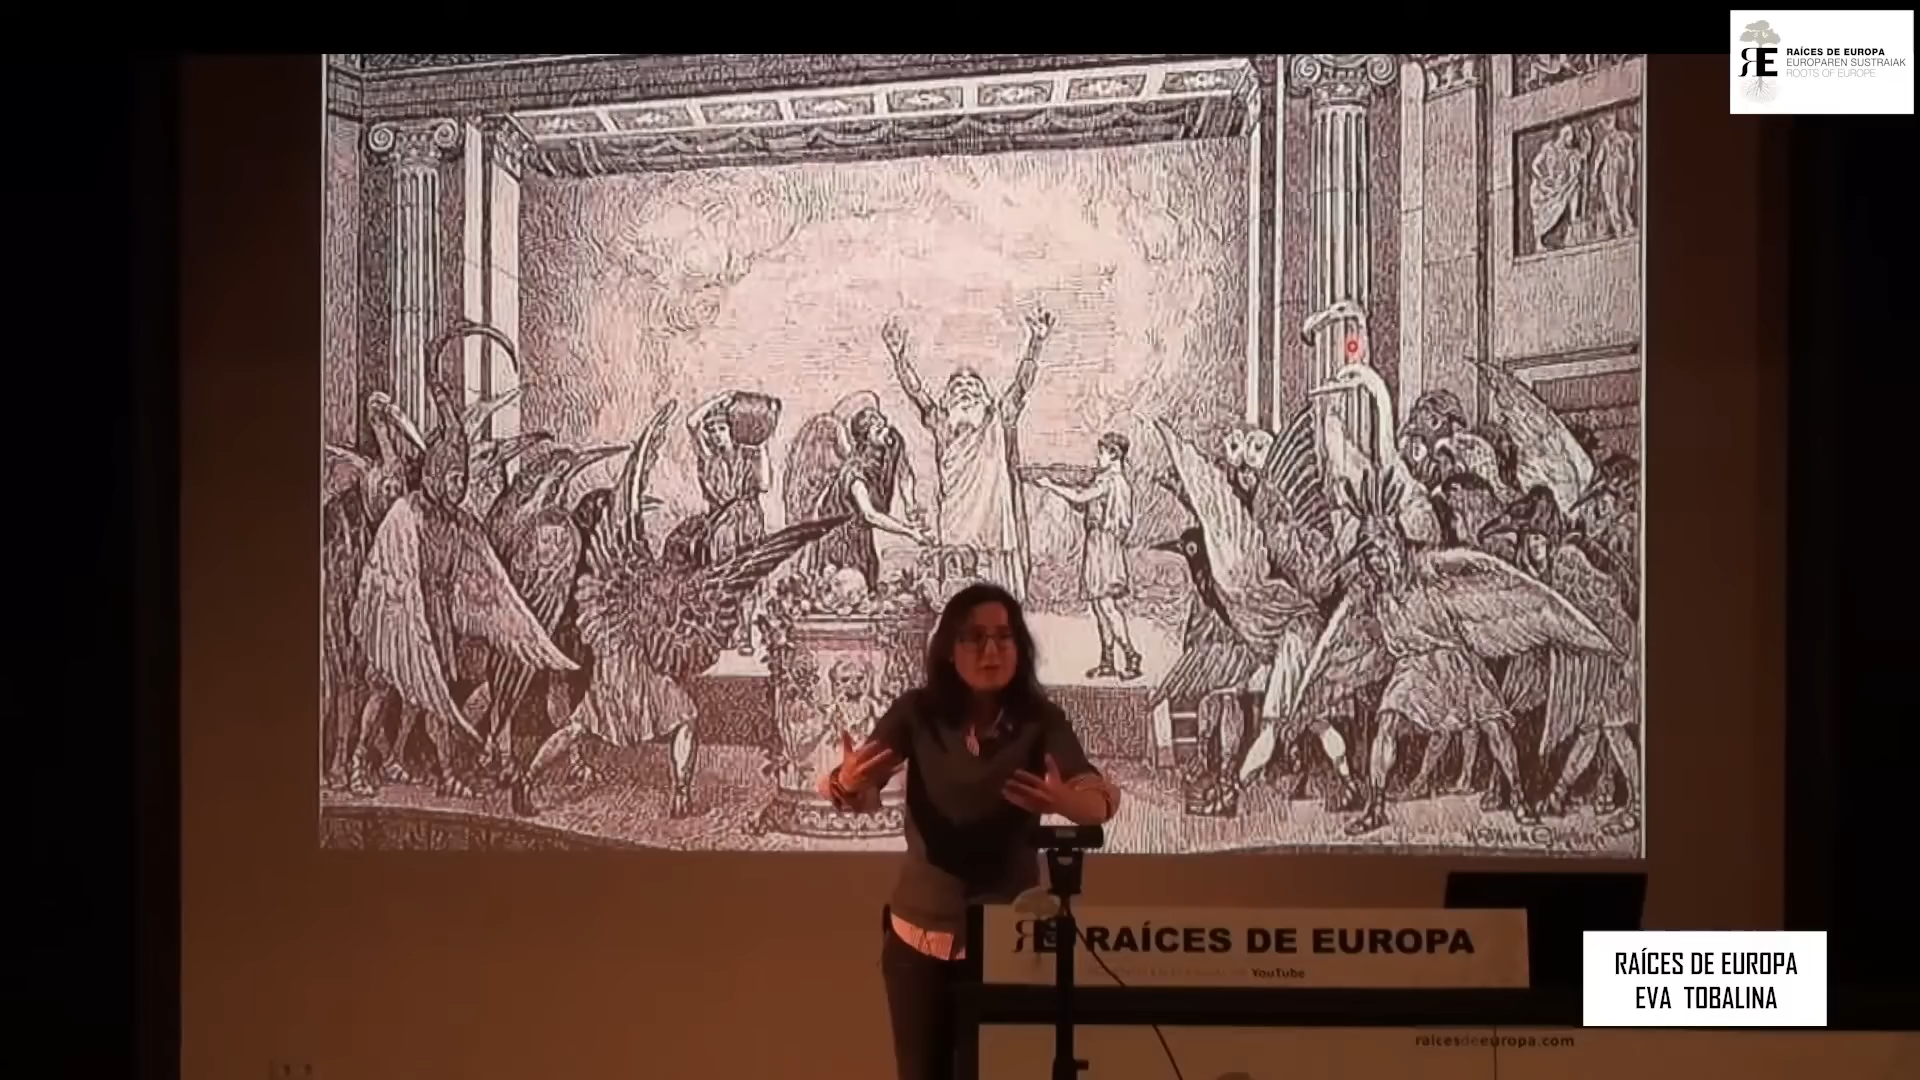 RAÍCES DE EUROPA
EUROPAREN SUSTRAIAK
ROOTS OF EUROPE
RE RAÍCES DE EUROPA
YouTube
RAÍCES DE EUROPA
EVA TOBALINA
raicesdeeuropa.com